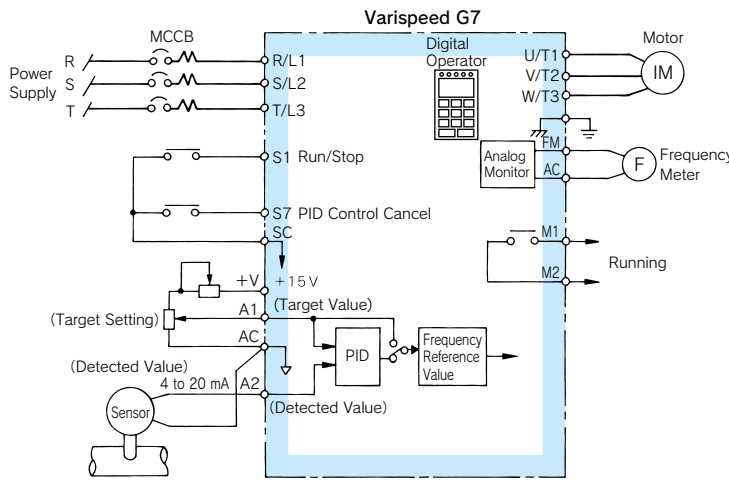 Varispeed G7
MCCB
Power
Supply
R
S
T
R/L1
S/L2
T/L3
Digital
Operator
U/T1
V/T2
W/T3
Motor
IM
S1 Run/Stop
S7 PID Control Cancel
SC
Analog
Monitor
FM
AC
F
Frequency
Meter
M1
M2
Running
+V
+15V
(Target Value)
(Target Setting)
A1
AC
PID
Frequency
Reference
Value
(Detected Value)
4 to 20 mA
A2
(Detected Value)
Sensor